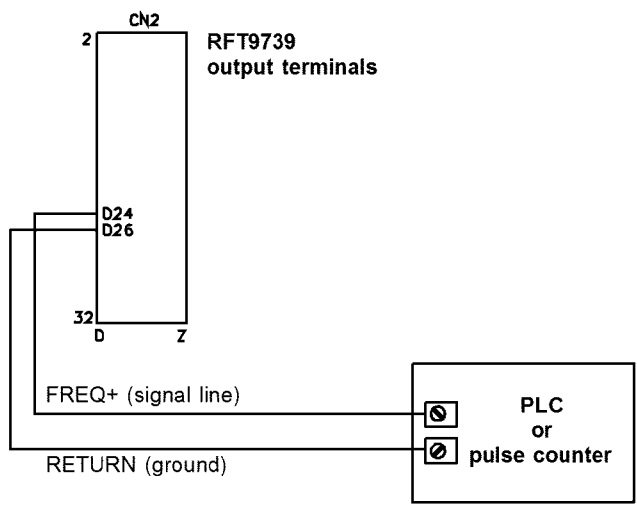 CN2
2
RFT9739
output terminals
D24
D26
32
D
Z
FREQ+ (signal line)
RETURN (ground)
PLC
or
pulse counter